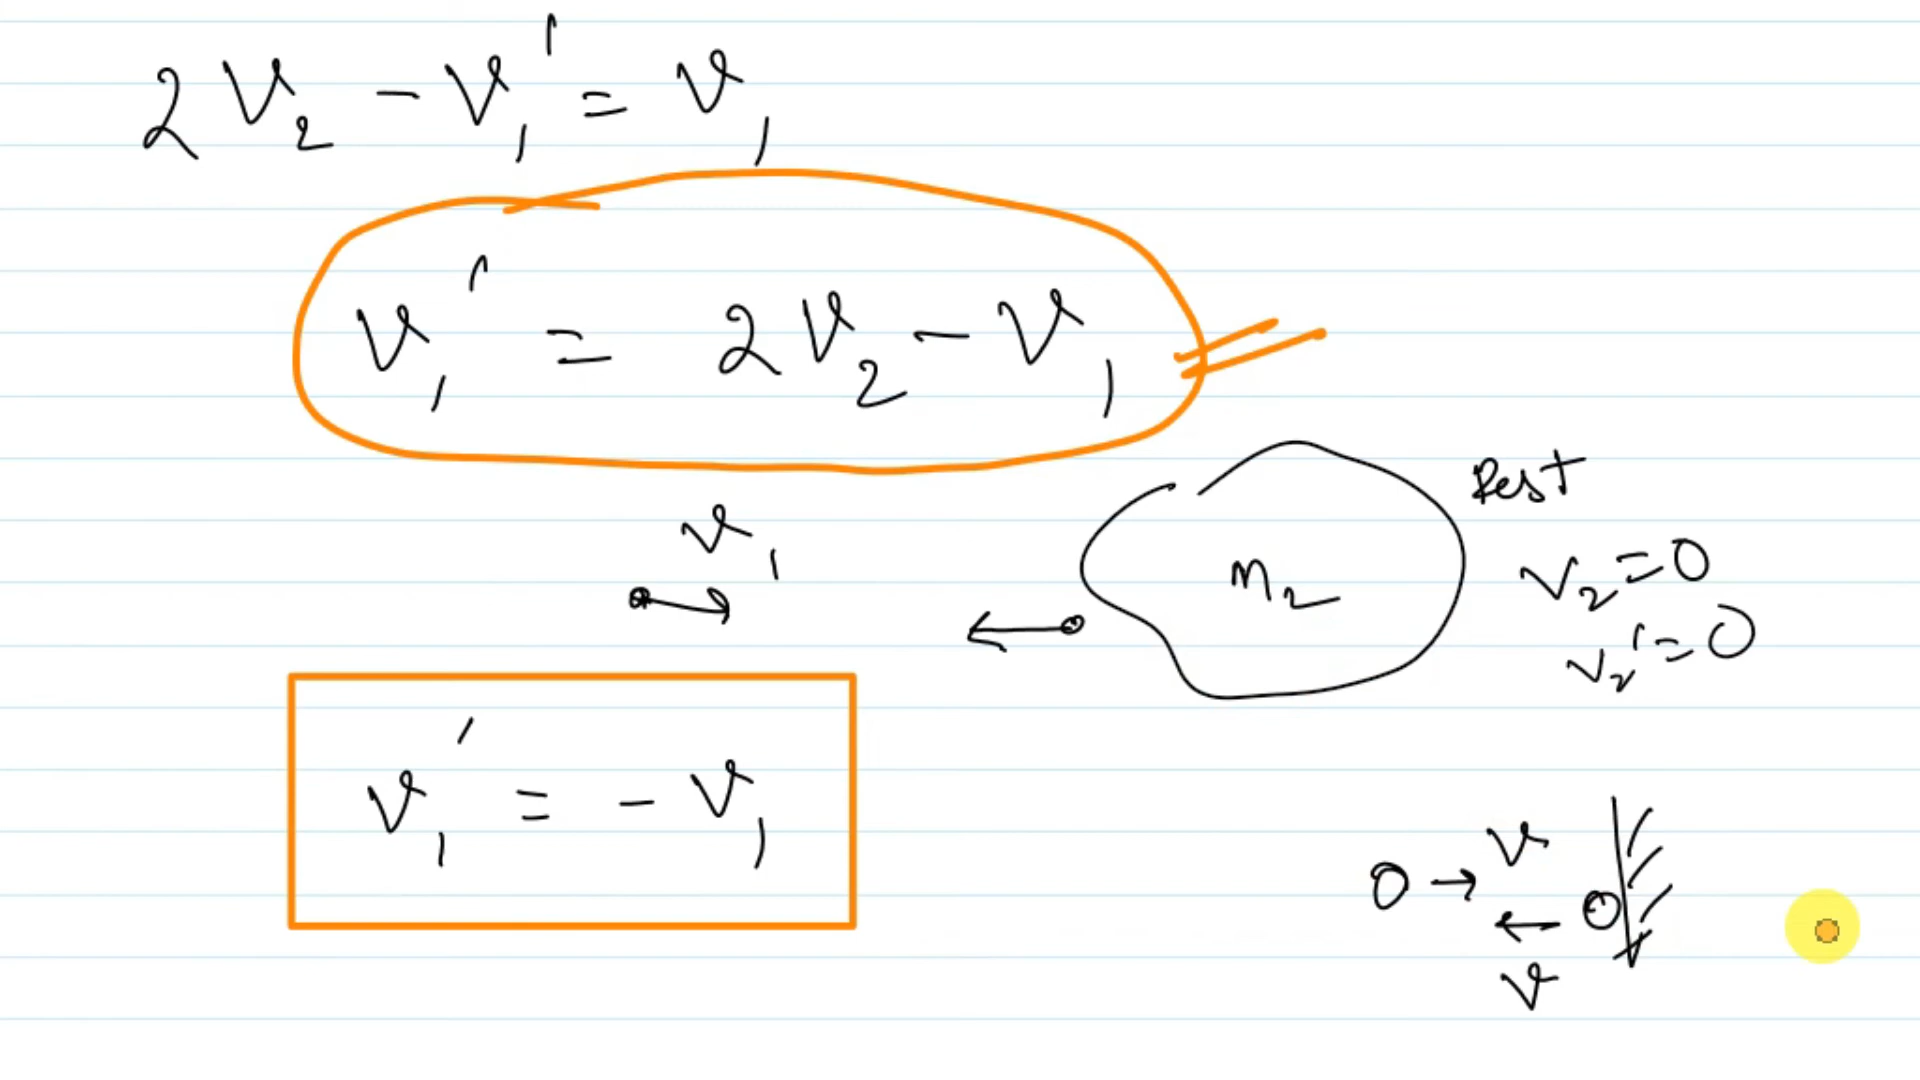 2v₂ - v₁' = v₁
v₁' = 2v₂ - v₁
v₁
m₂
Rest
v₂ = 0
v₂' = 0
v₁' = - v₁
v
v